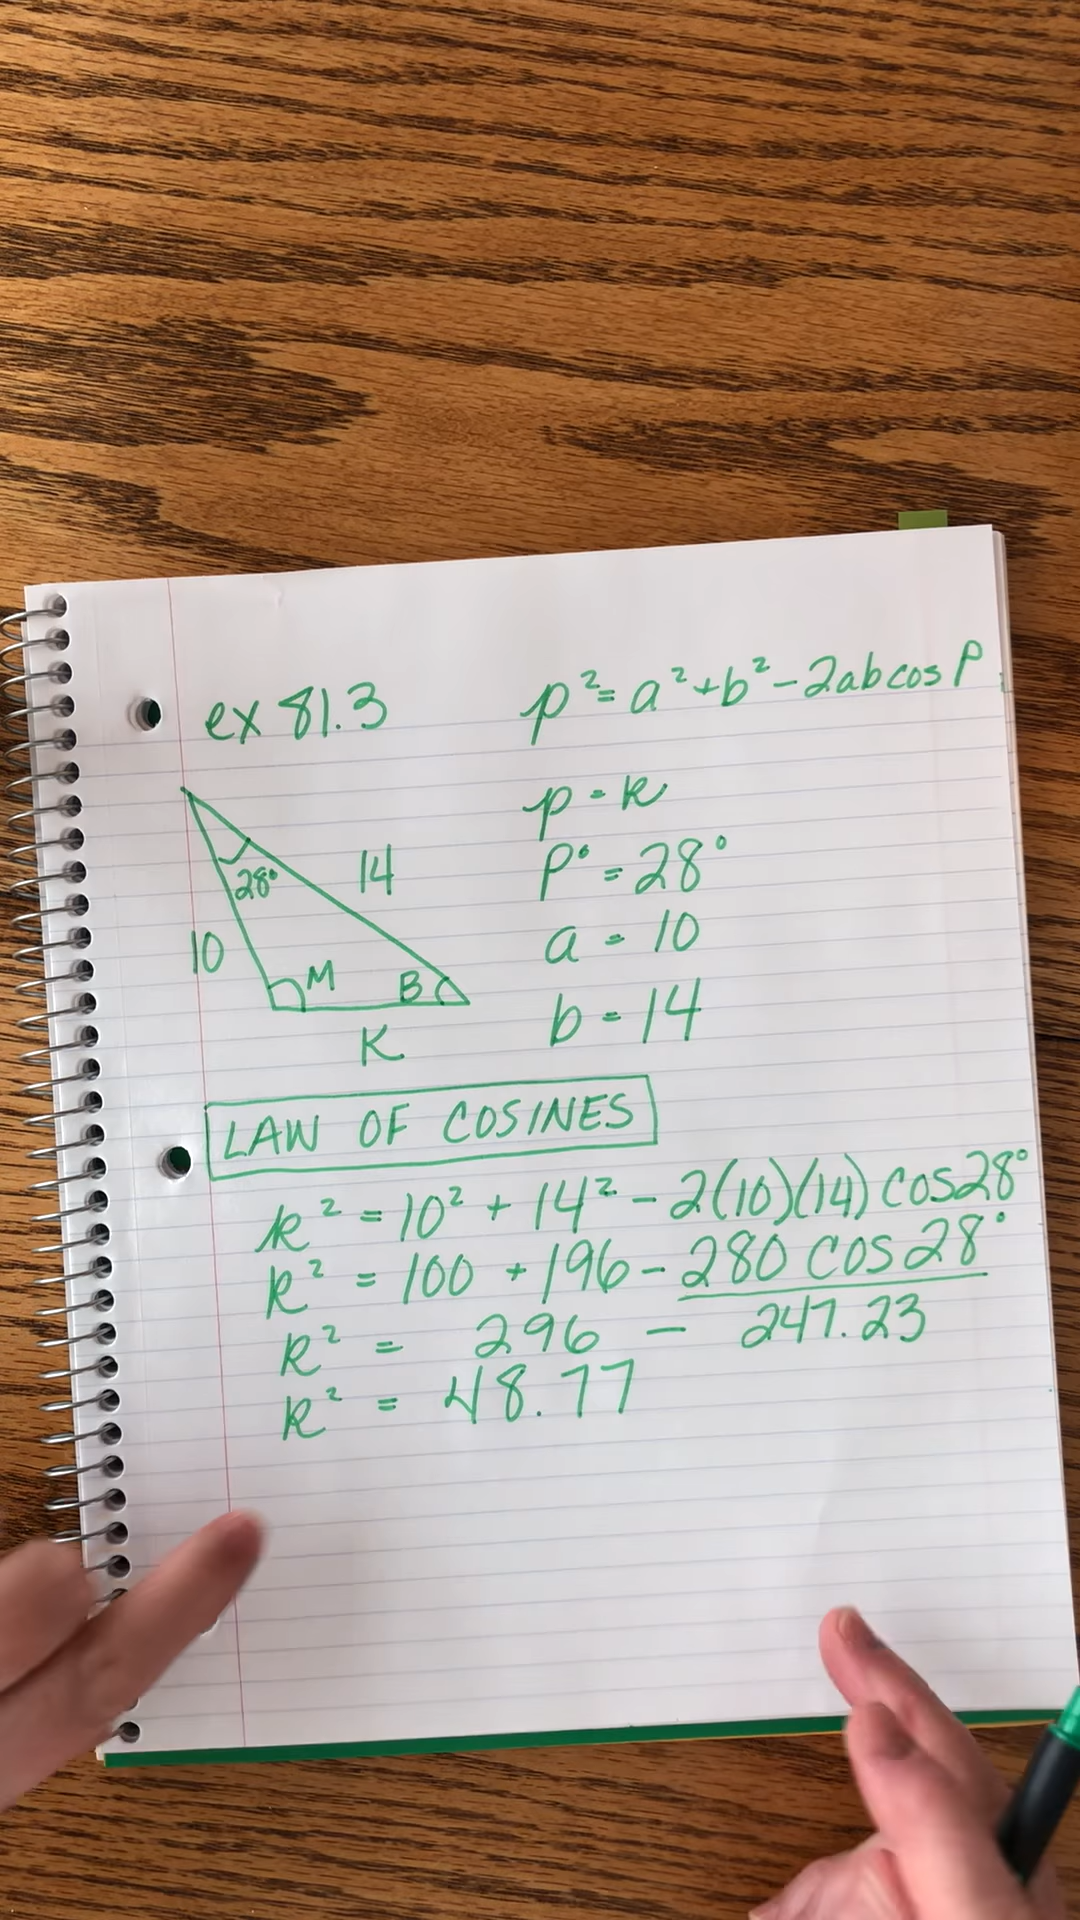 ex 81.3
p² = a² + b² - 2ab cos P
28°
14
10
M
B
K
p = k
P° = 28°
a = 10
b = 14
LAW OF COSINES
k² = 10² + 14² - 2(10)(14) cos 28°
k² = 100 + 196 - 280 cos 28°
k² = 296 - 247.23
k² = 48.77